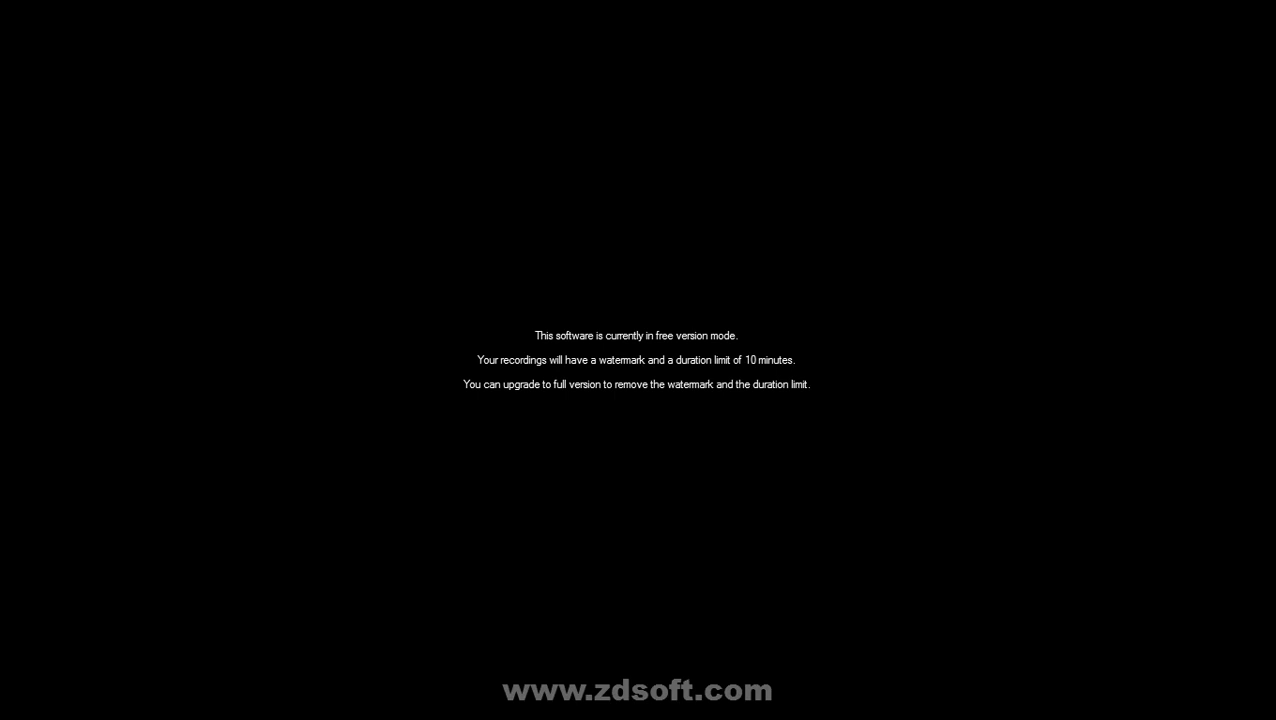 This software is currently in free version mode.
Your recordings will have a watermark and a duration limit of 10 minutes.
You can upgrade to full version to remove the watermark and the duration limit.
www.zdsoft.com